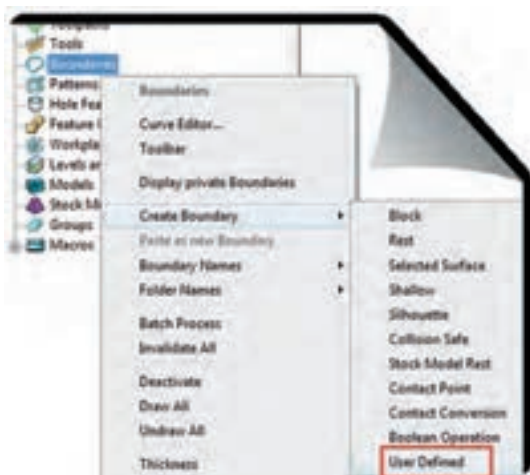 Tools
Boundaries
Patterns
Hole Fea
Feature
Workpla
Levels an
Models
Stock M
Groups
Macros
Boundaries
Curve Editor...
Toolbar
Display private Boundaries
Create Boundary
Paste as new Boundary
Boundary Names
Folder Names
Batch Process
Invalidate All
Deactivate
Draw All
Undraw All
Thickness
Block
Rest
Selected Surface
Shallow
Silhouette
Collision Safe
Stock Model Rest
Contact Point
Contact Conversion
Boolean Operation
User Defined